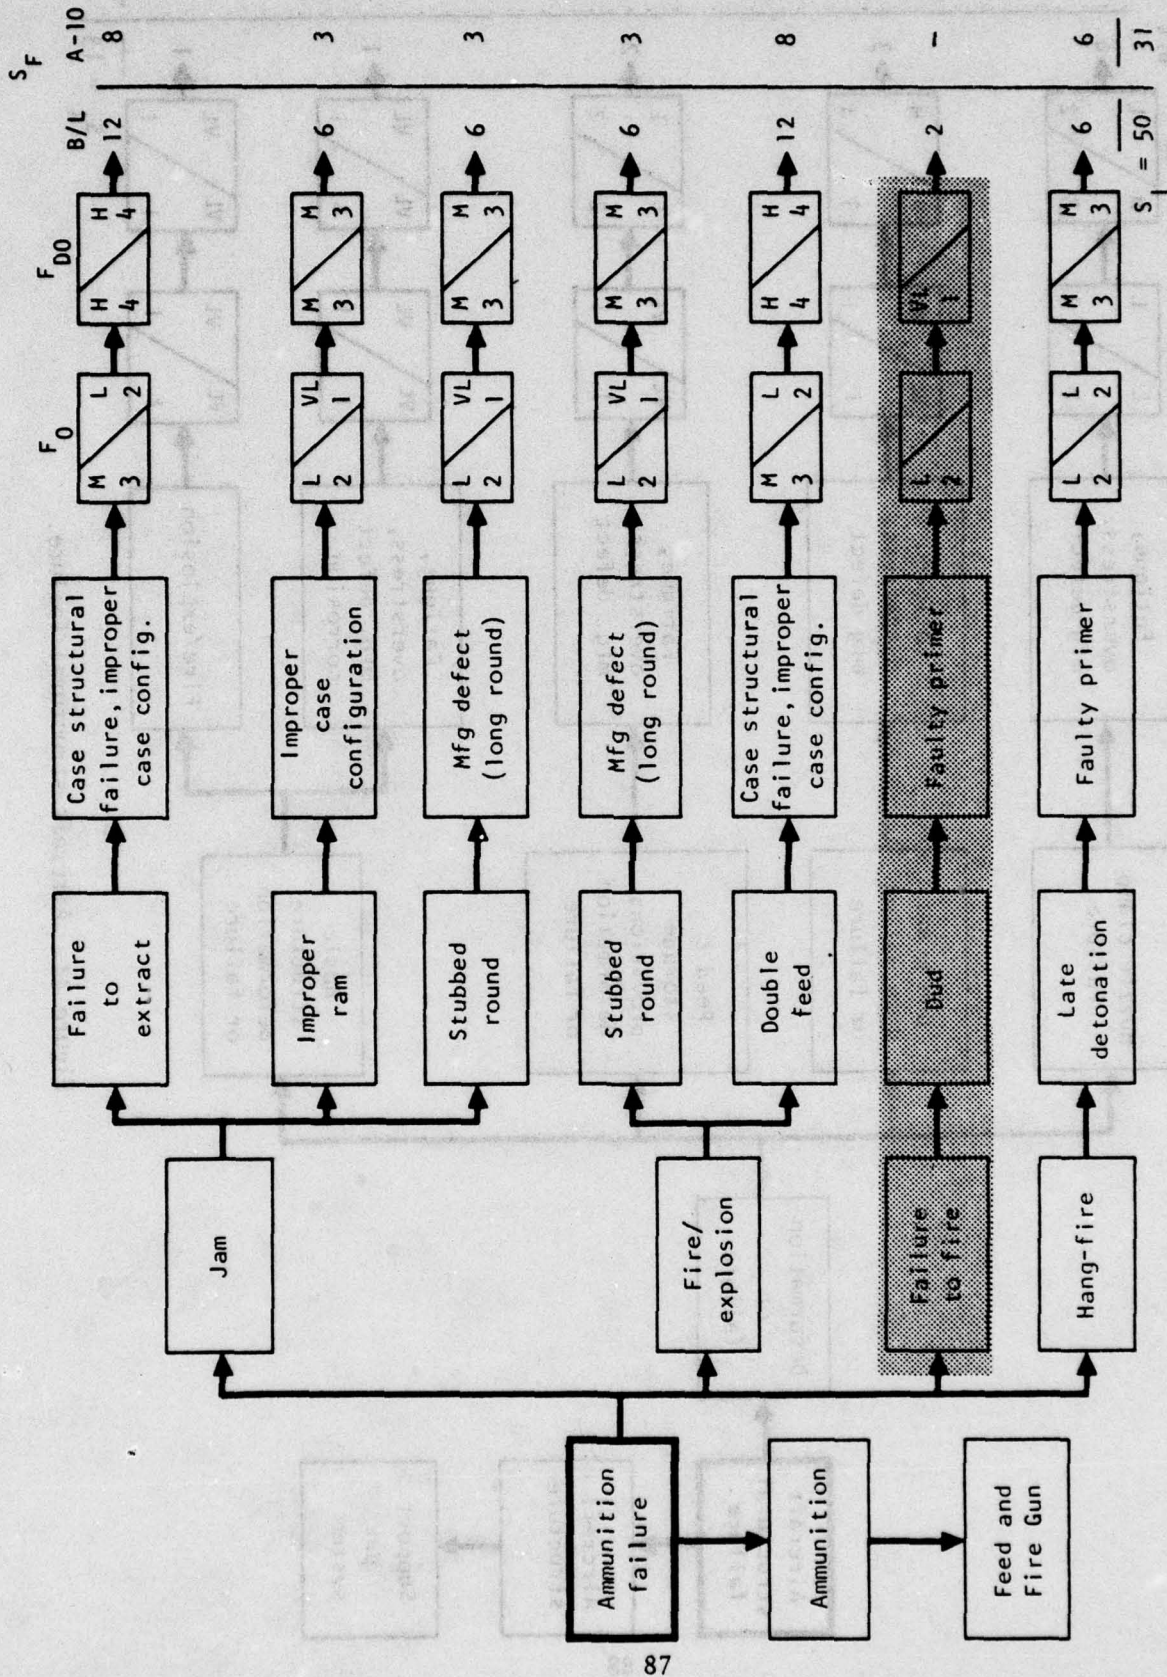 S_F
F_O
F_DO
B/L
A-10
Failure
to
extract
Case structural
failure, improper
case config.
M L
3 2
H H
4 4
12
8
Jam
Improper
ram
Improper
case
configuration
L VL
2 1
M M
3 3
6
3
Stubbed
round
Mfg defect
(long round)
L VL
2 1
M M
3 3
6
3
Ammunition
failure
Stubbed
round
Mfg defect
(long round)
L VL
2 1
M M
3 3
6
3
Fire/
explosion
Double
feed
Case structural
failure, improper
case config.
M L
3 2
H H
4 4
12
8
Ammunition
Failure
to fire
Dud
Faulty primer
L
2
VL
1
2
-
Feed and
Fire Gun
Hang-fire
Late
detonation
Faulty primer
L L
2 2
M M
3 3
6
6
S_I = 50
31
87